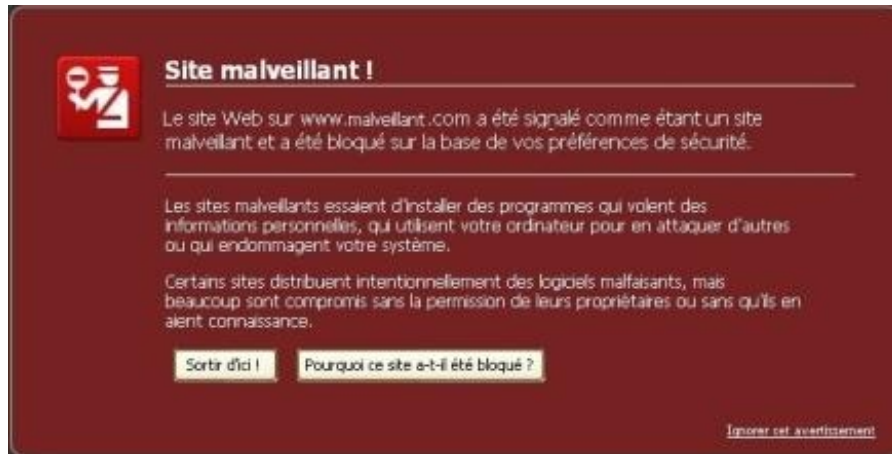 Site malveillant !
Le site Web sur www.malveillant.com a été signalé comme étant un site
malveillant et a été bloqué sur la base de vos préférences de sécurité.
Les sites malveillants essaient d'installer des programmes qui volent des
informations personnelles, qui utilisent votre ordinateur pour en attaquer d'autres
ou qui endommagent votre système.
Certains sites distribuent intentionnellement des logiciels malfaisants, mais
beaucoup sont compromis sans la permission de leurs propriétaires ou sans qu'ils en
aient connaissance.
Sortir d'ici !
Pourquoi ce site a-t-il été bloqué ?
Ignorer cet avertissement